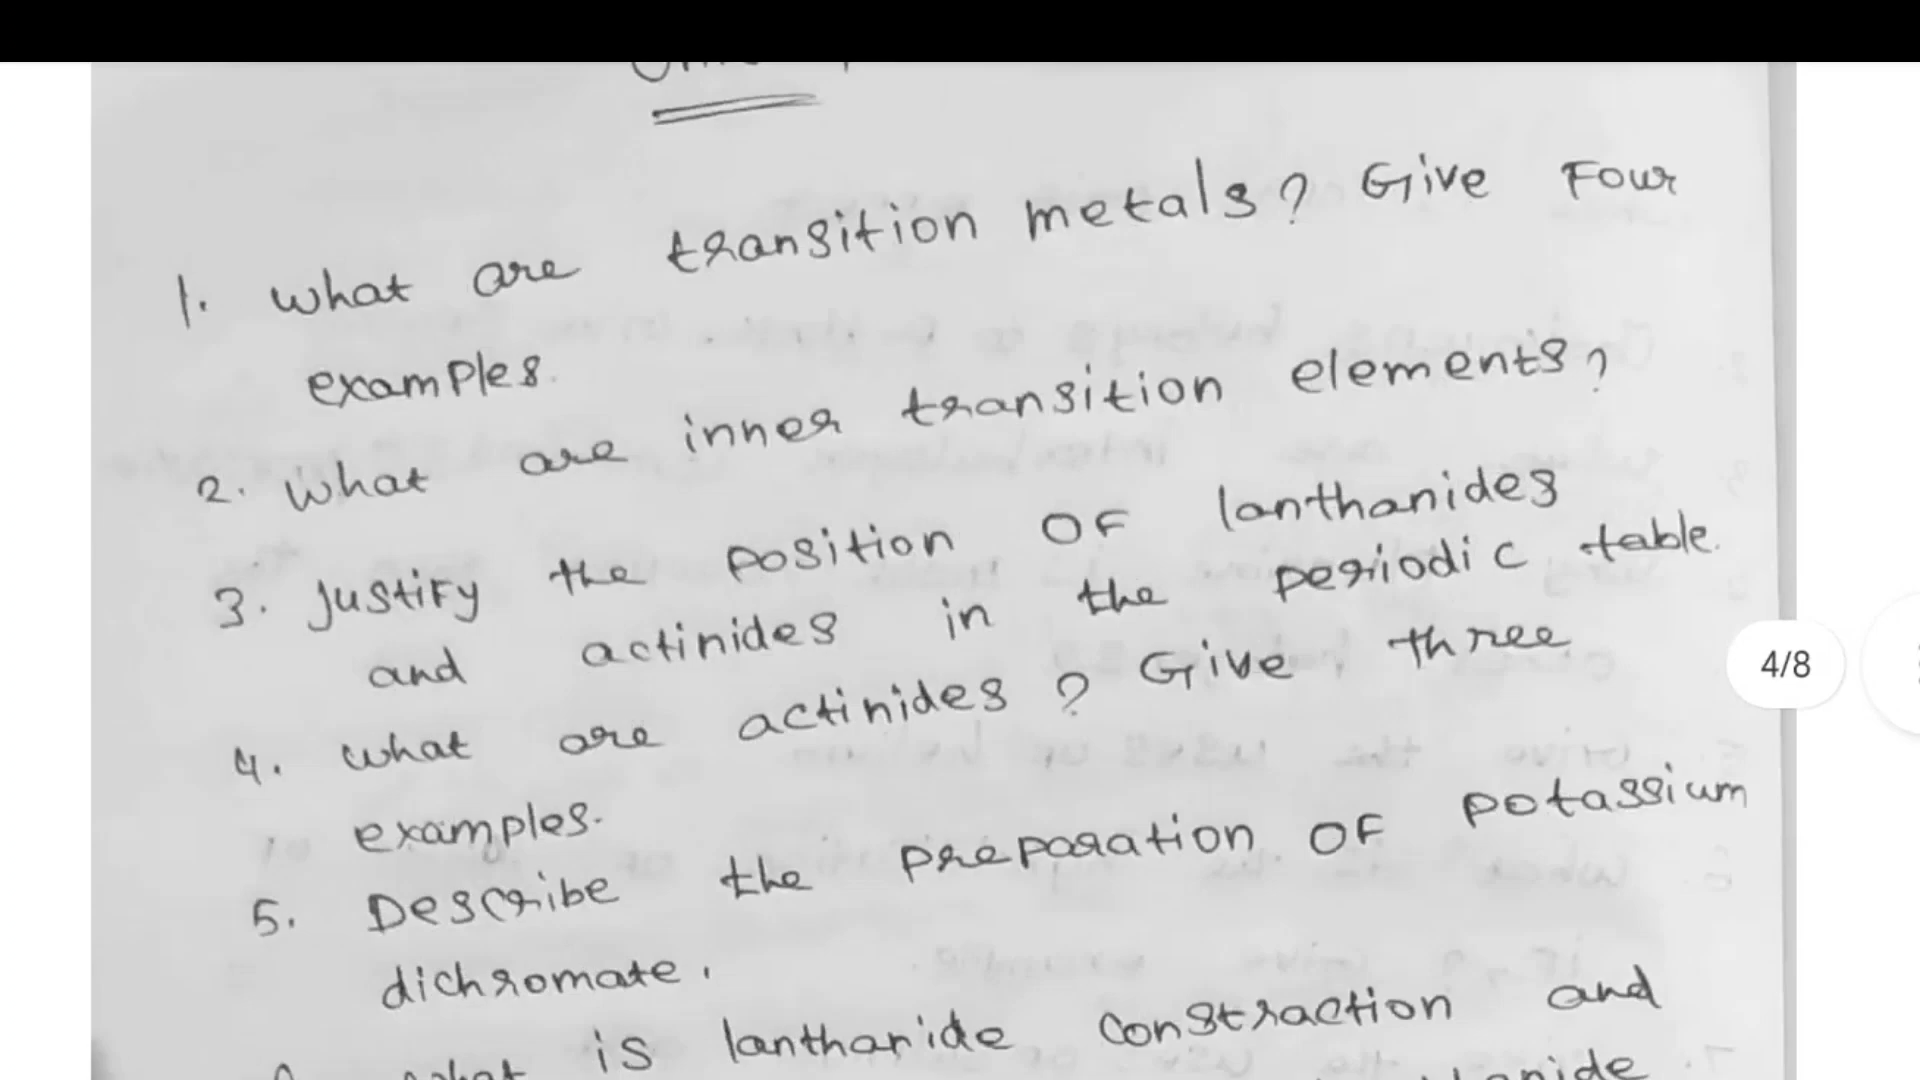 1. What are transition metals? Give Four
examples.
2. What are inner transition elements?
3. Justify the position OF lanthanides
and actinides in the periodic table.
4. What are actinides? Give three
examples.
5. Describe the preparation OF potassium
dichromate.
what is lanthanide constraction and
4/8